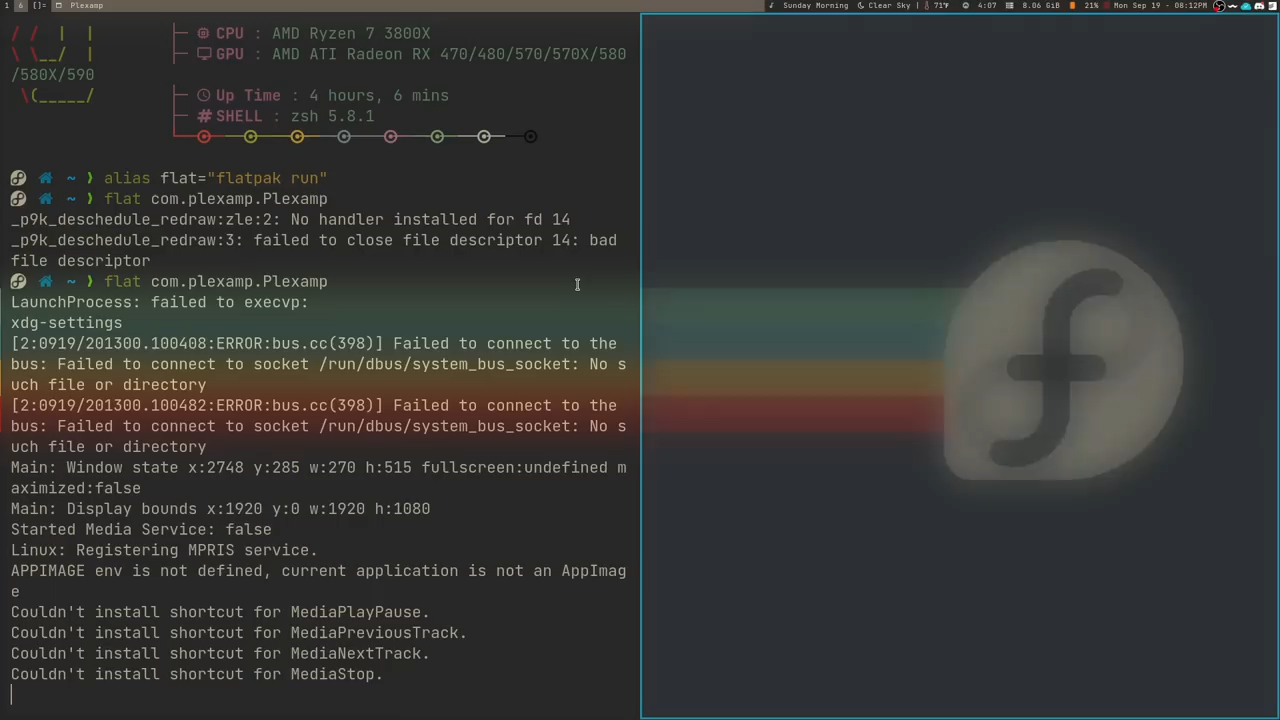 1 6 []= Plexamp Sunday Morning Clear Sky 71°F 4:07 8.06 GiB 21% Mon Sep 19 - 08:12PM
/ / | |
├─ CPU : AMD Ryzen 7 3800X
\ \__/ |
├─ GPU : AMD ATI Radeon RX 470/480/570/570X/580
/580X/590
\(_____/
├─ Up Time : 4 hours, 6 mins
├─ # SHELL : zsh 5.8.1
~ ❯ alias flat="flatpak run"
~ ❯ flat com.plexamp.Plexamp
_p9k_deschedule_redraw:zle:2: No handler installed for fd 14
_p9k_deschedule_redraw:3: failed to close file descriptor 14: bad
file descriptor
~ ❯ flat com.plexamp.Plexamp
LaunchProcess: failed to execvp:
xdg-settings
[2:0919/201300.100408:ERROR:bus.cc(398)] Failed to connect to the
bus: Failed to connect to socket /run/dbus/system_bus_socket: No s
uch file or directory
[2:0919/201300.100482:ERROR:bus.cc(398)] Failed to connect to the
bus: Failed to connect to socket /run/dbus/system_bus_socket: No s
uch file or directory
Main: Window state x:2748 y:285 w:270 h:515 fullscreen:undefined m
aximized:false
Main: Display bounds x:1920 y:0 w:1920 h:1080
Started Media Service: false
Linux: Registering MPRIS service.
APPIMAGE env is not defined, current application is not an AppImag
e
Couldn't install shortcut for MediaPlayPause.
Couldn't install shortcut for MediaPreviousTrack.
Couldn't install shortcut for MediaNextTrack.
Couldn't install shortcut for MediaStop.